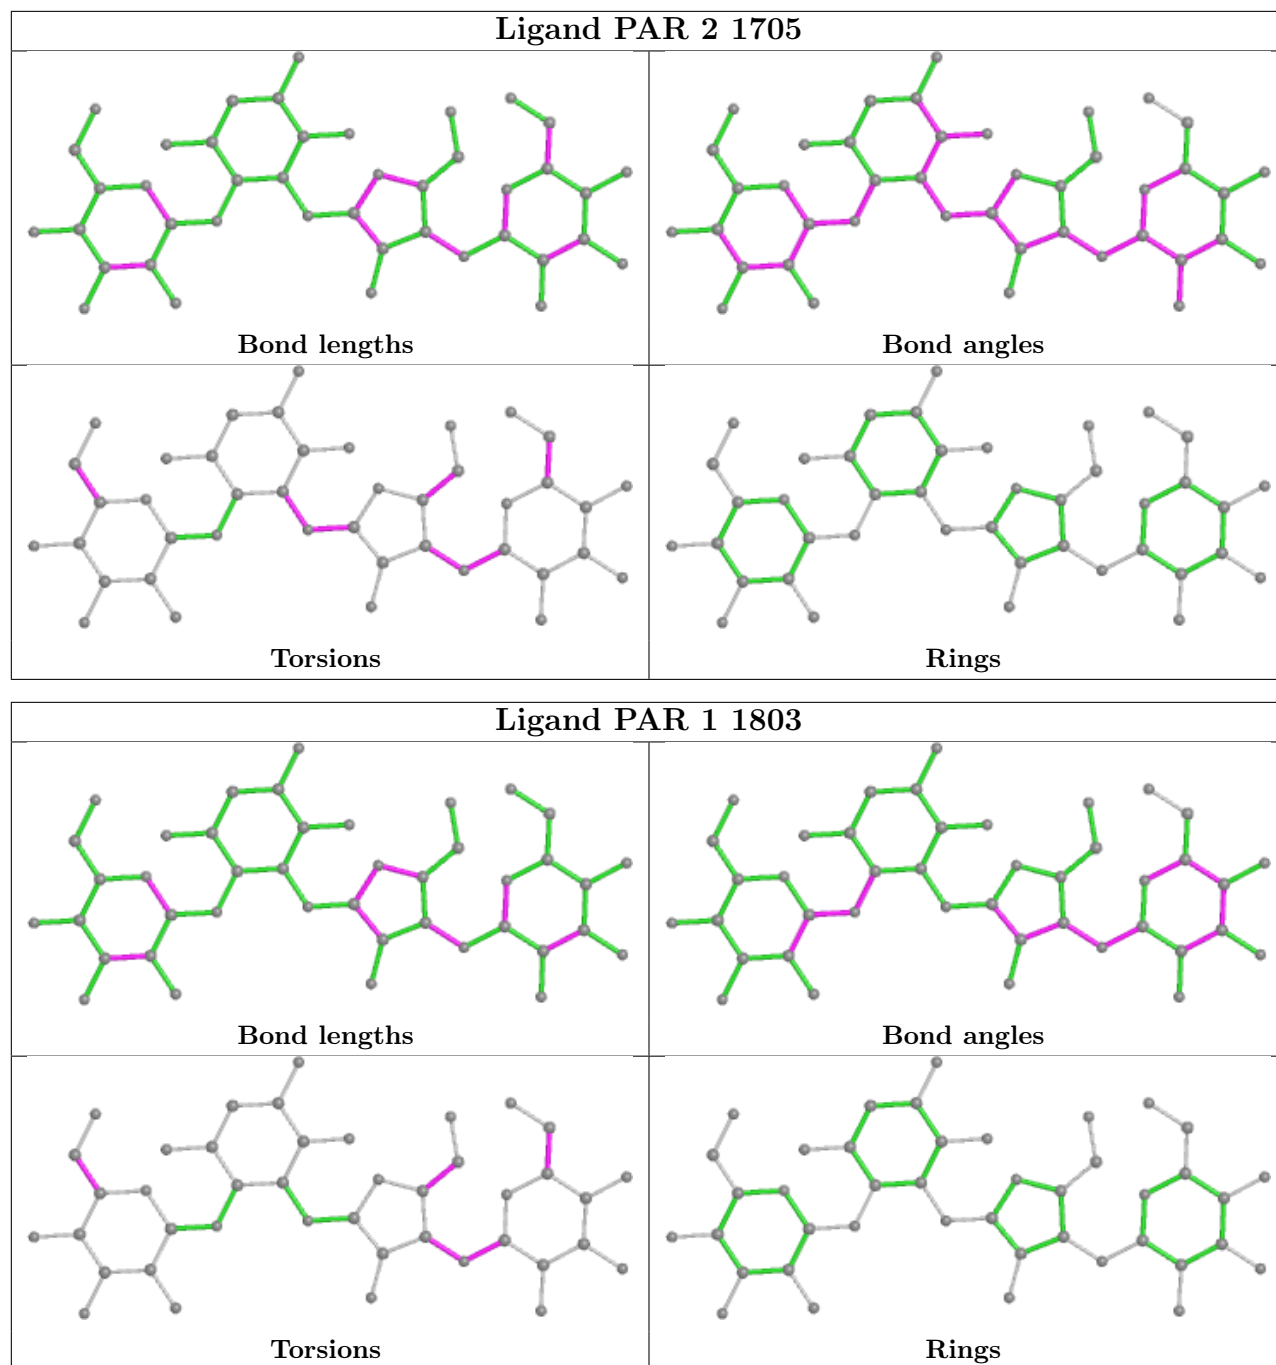 Ligand PAR 2 1705
Bond lengths
Bond angles
Torsions
Rings
Ligand PAR 1 1803
Bond lengths
Bond angles
Torsions
Rings